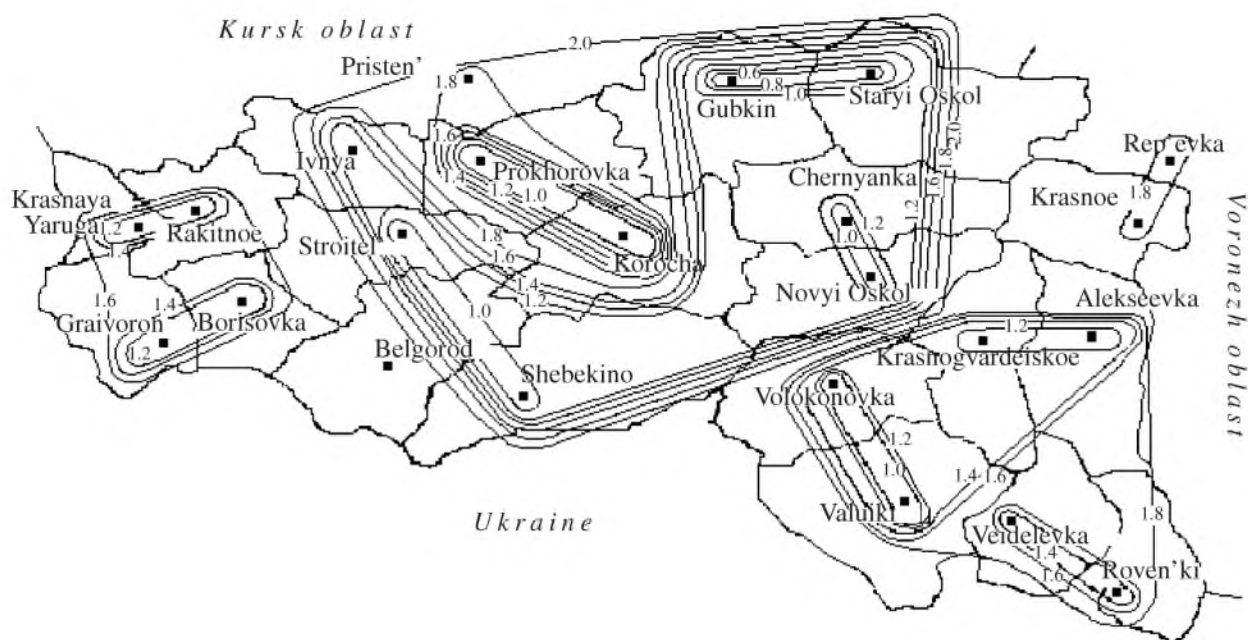 Kursk oblast
2.0
Pristen'
1.8
0.6
0.8
1.0
Gubkin
Staryi Oskol
2.0
1.8
1.6
1.2
Ivnya
1.6
1.4
1.2
1.0
Prokhorovka
Rep'evka
Chernyanka
Krasnoe
1.8
Krasnaya
Yaruga
1.2
1.4
Rakitnoe
Stroitel'
1.8
1.6
1.4
1.2
Korocha
1.2
1.0
Novyi Oskol
Voronezh oblast
1.6
1.4
Graivoron
Borisovka
1.2
1.0
Belgorod
Shebekino
Alekseevka
1.2
Krasnogvardeiskoe
Volokonovka
1.2
1.0
Valuiki
1.4
1.6
Ukraine
Veidelevka
1.4
1.6
1.8
Roven'ki